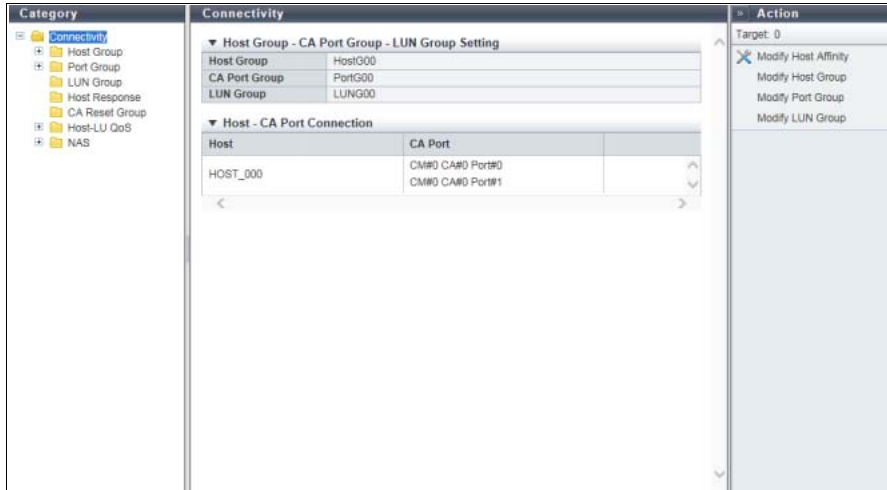 Category
Connectivity
Host Group
Port Group
LUN Group
Host Response
CA Reset Group
Host-LU QoS
NAS
Connectivity
Host Group - CA Port Group - LUN Group Setting
Host Group HostG00
CA Port Group PortG00
LUN Group LUNG00
Host - CA Port Connection
Host CA Port
HOST_000
CM#0 CA#0 Port#0
CM#0 CA#0 Port#1
» Action
Target: 0
Modify Host Affinity
Modify Host Group
Modify Port Group
Modify LUN Group